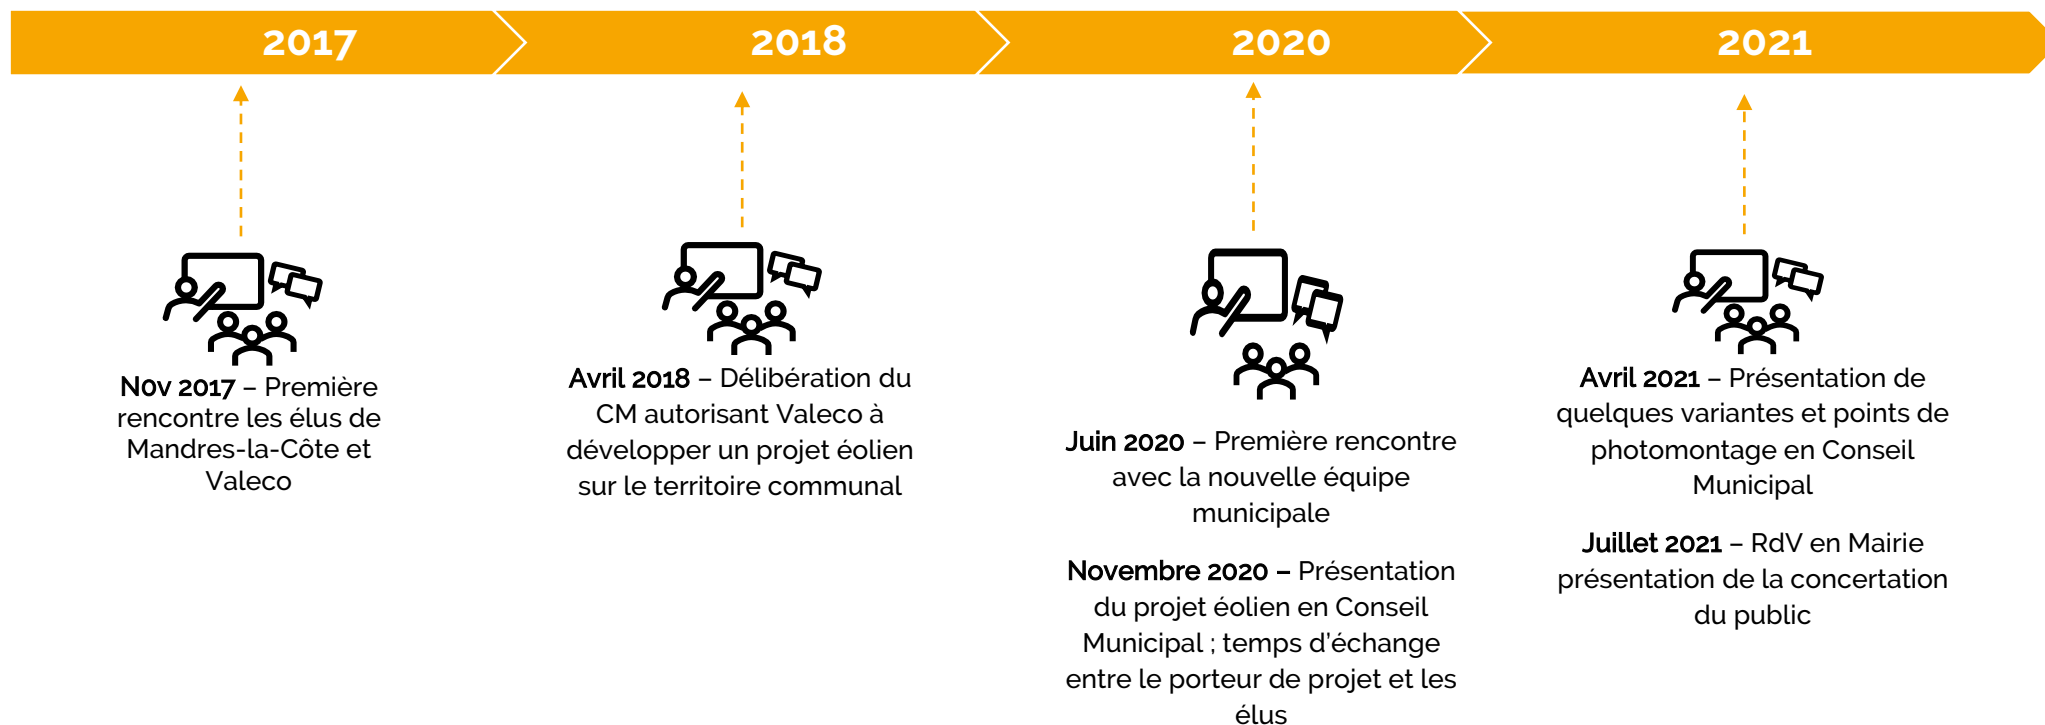 2017
2018
2020
2021
N0v 2017 – Première
rencontre les élus de
Mandres-la-Côte et
Valeco
Avril 2018 – Délibération du
CM autorisant Valeco à
développer un projet éolien
sur le territoire communal
Juin 2020 – Première rencontre
avec la nouvelle équipe
municipale
Novembre 2020 – Présentation
du projet éolien en Conseil
Municipal ; temps d’échange
entre le porteur de projet et les
élus
Avril 2021 – Présentation de
quelques variantes et points de
photomontage en Conseil
Municipal
Juillet 2021 – RdV en Mairie
présentation de la concertation
du public